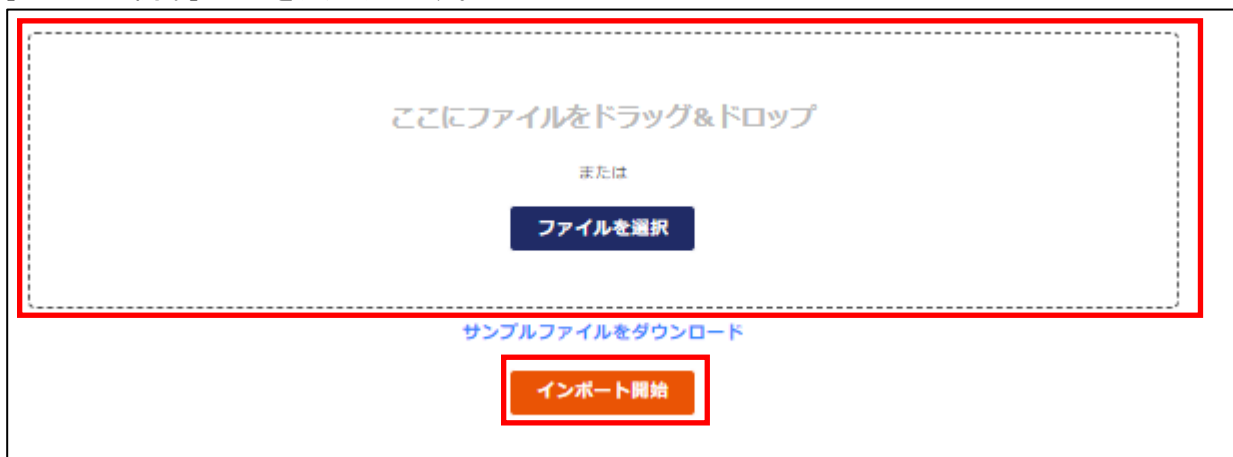 ここにファイルをドラッグ&ドロップ
または
ファイルを選択
サンプルファイルをダウンロード
インポート開始